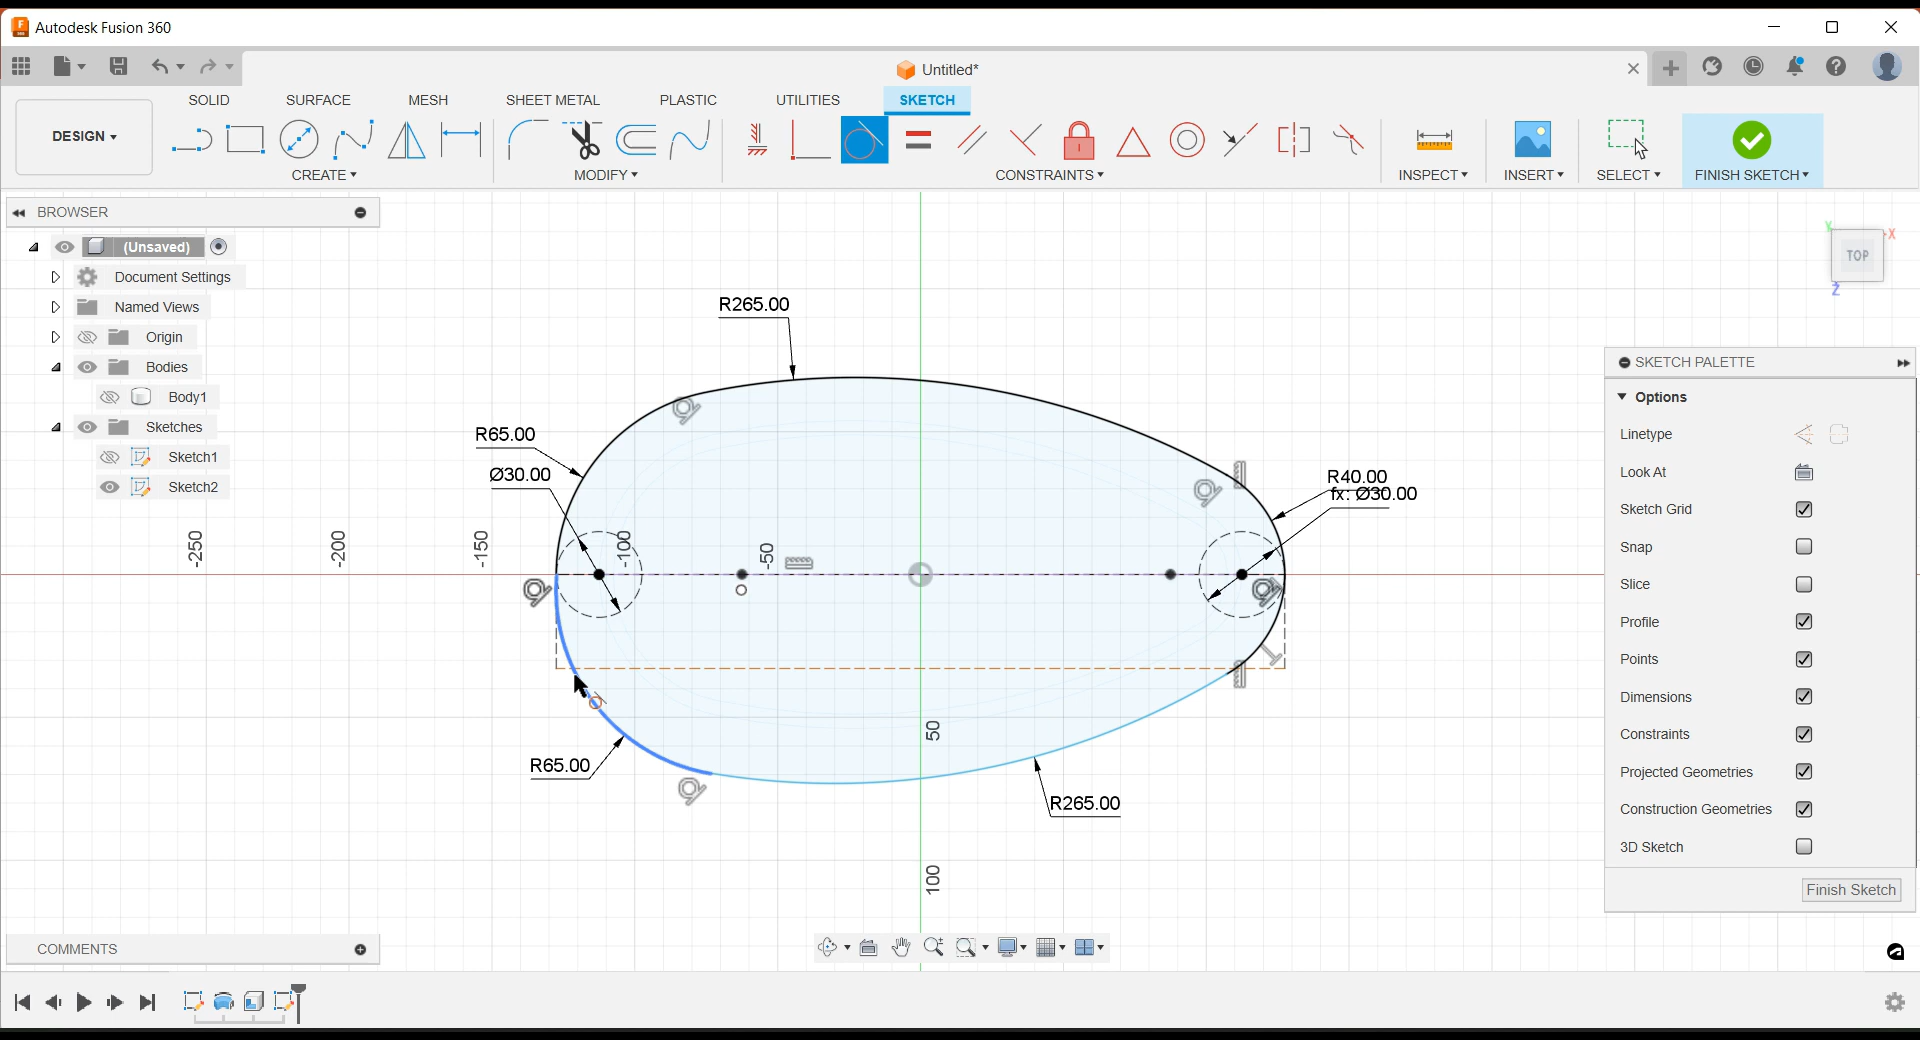 Autodesk Fusion 360
Untitled*
SOLID
SURFACE
MESH
SHEET METAL
PLASTIC
UTILITIES
SKETCH
DESIGN
CREATE
MODIFY
CONSTRAINTS
INSPECT
INSERT
SELECT
FINISH SKETCH
BROWSER
(Unsaved)
Document Settings
Named Views
Origin
Bodies
Body1
Sketches
Sketch1
Sketch2
Y
X
TOP
Z
R265.00
R65.00
Ø30.00
R40.00
fx: Ø30.00
-250
-200
-150
-100
-50
50
100
R65.00
R265.00
SKETCH PALETTE
Options
Linetype
Look At
Sketch Grid
Snap
Slice
Profile
Points
Dimensions
Constraints
Projected Geometries
Construction Geometries
3D Sketch
Finish Sketch
COMMENTS